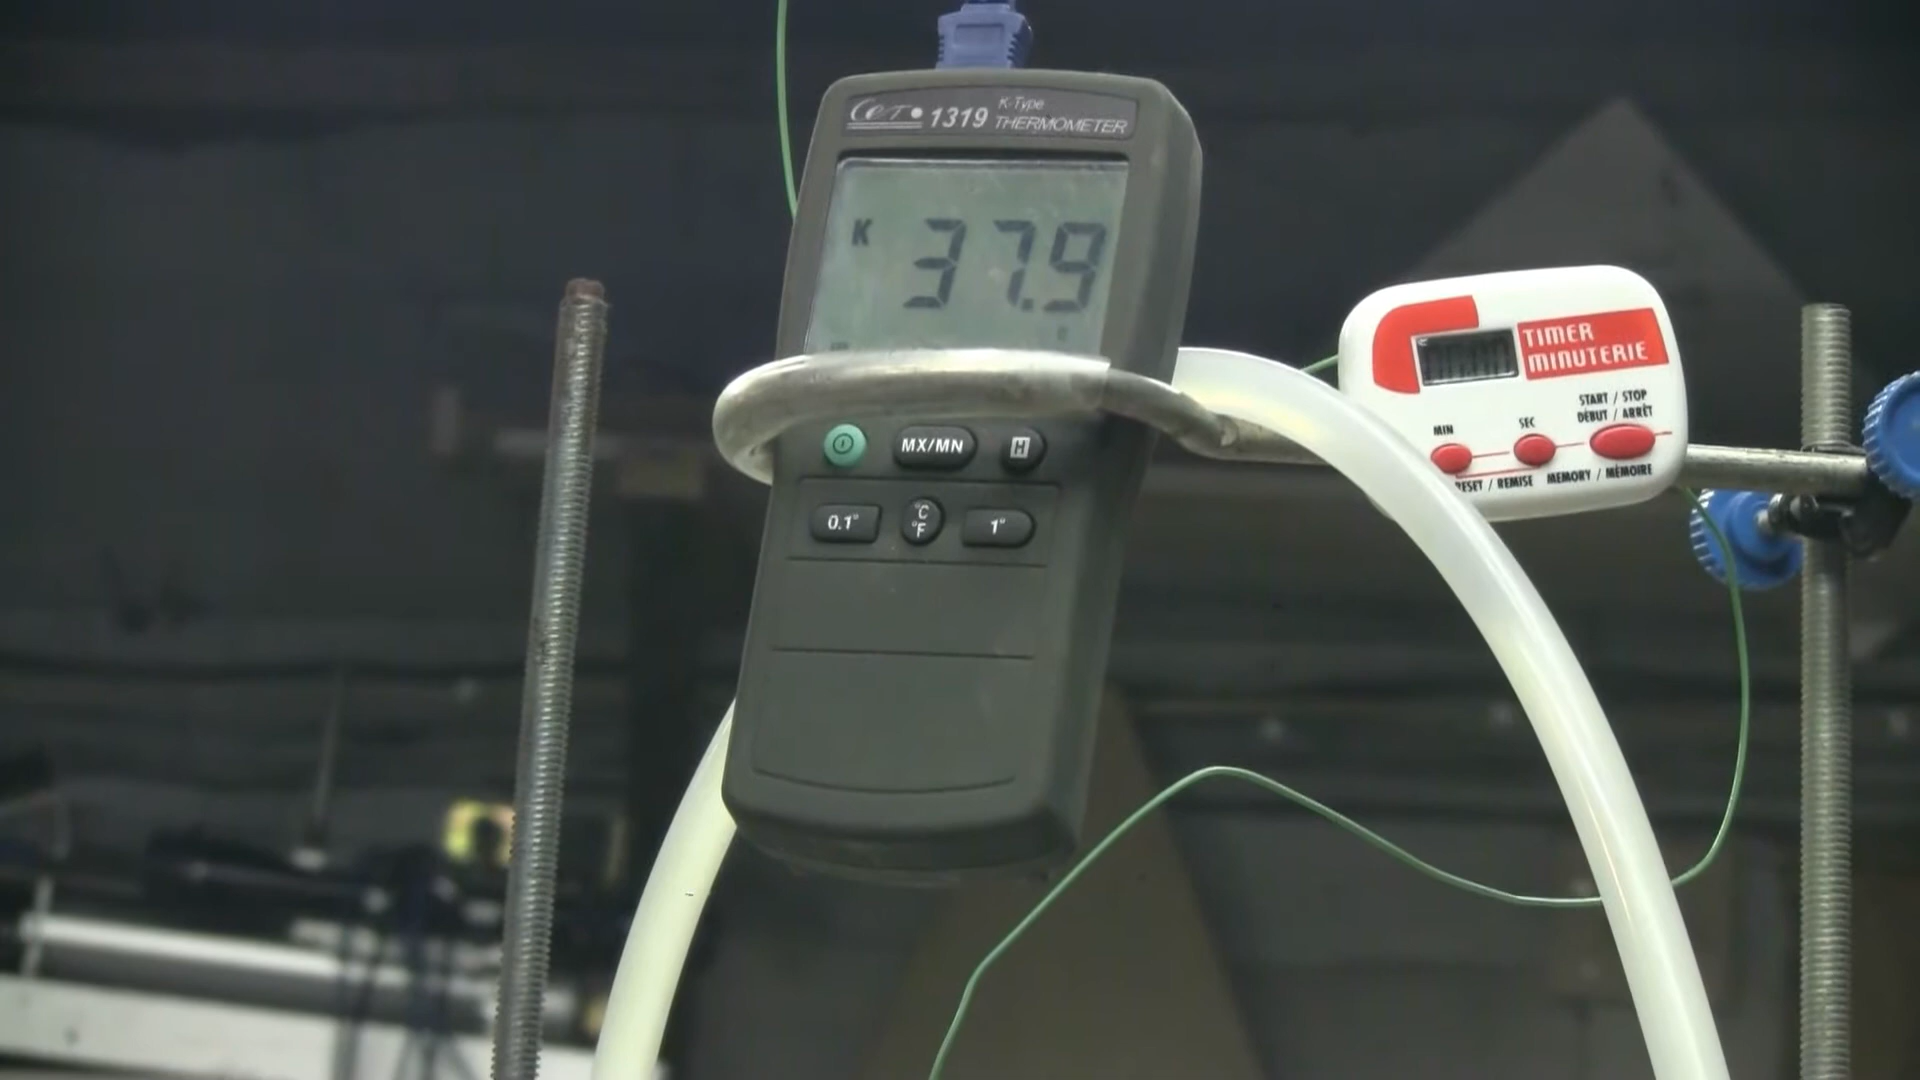 1319 K-Type
THERMOMETER
K 37.9
TIMER
MINUTERIE
START / STOP
DÉBUT / ARRÊT
MIN
SEC
RESET / REMISE
MEMORY / MÉMOIRE
MX/MN
H
0.1°
°C
°F
1°